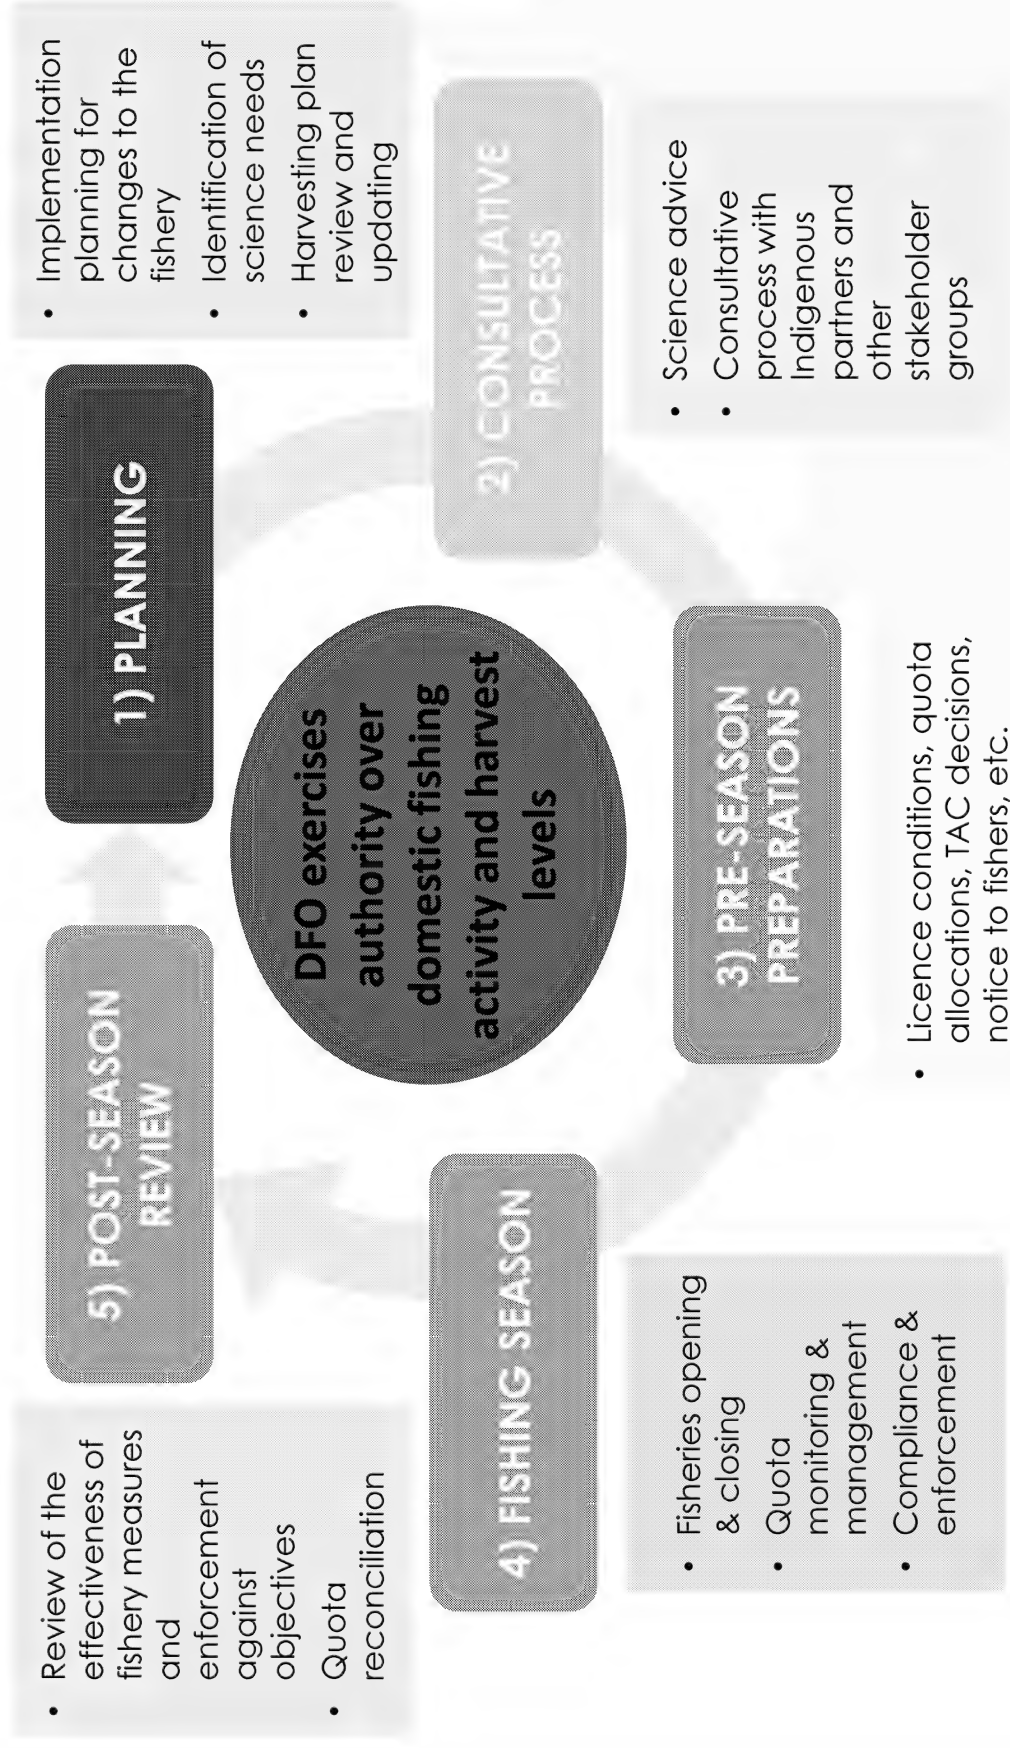 1) PLANNING
• Implementation
planning for
changes to the
fishery
• Identification of
science needs
• Harvesting plan
review and
updating
2) CONSULTATIVE
PROCESS
• Science advice
• Consultative
process with
Indigenous
partners and
other
stakeholder
groups
3) PRE-SEASON
PREPARATIONS
• Licence conditions, quota
allocations, TAC decisions,
notice to fishers, etc.
4) FISHING SEASON
• Fisheries opening
& closing
• Quota
monitoring &
management
• Compliance &
enforcement
5) POST-SEASON
REVIEW
• Review of the
effectiveness of
fishery measures
and
enforcement
against
objectives
• Quota
reconciliation
DFO exercises
authority over
domestic fishing
activity and harvest
levels